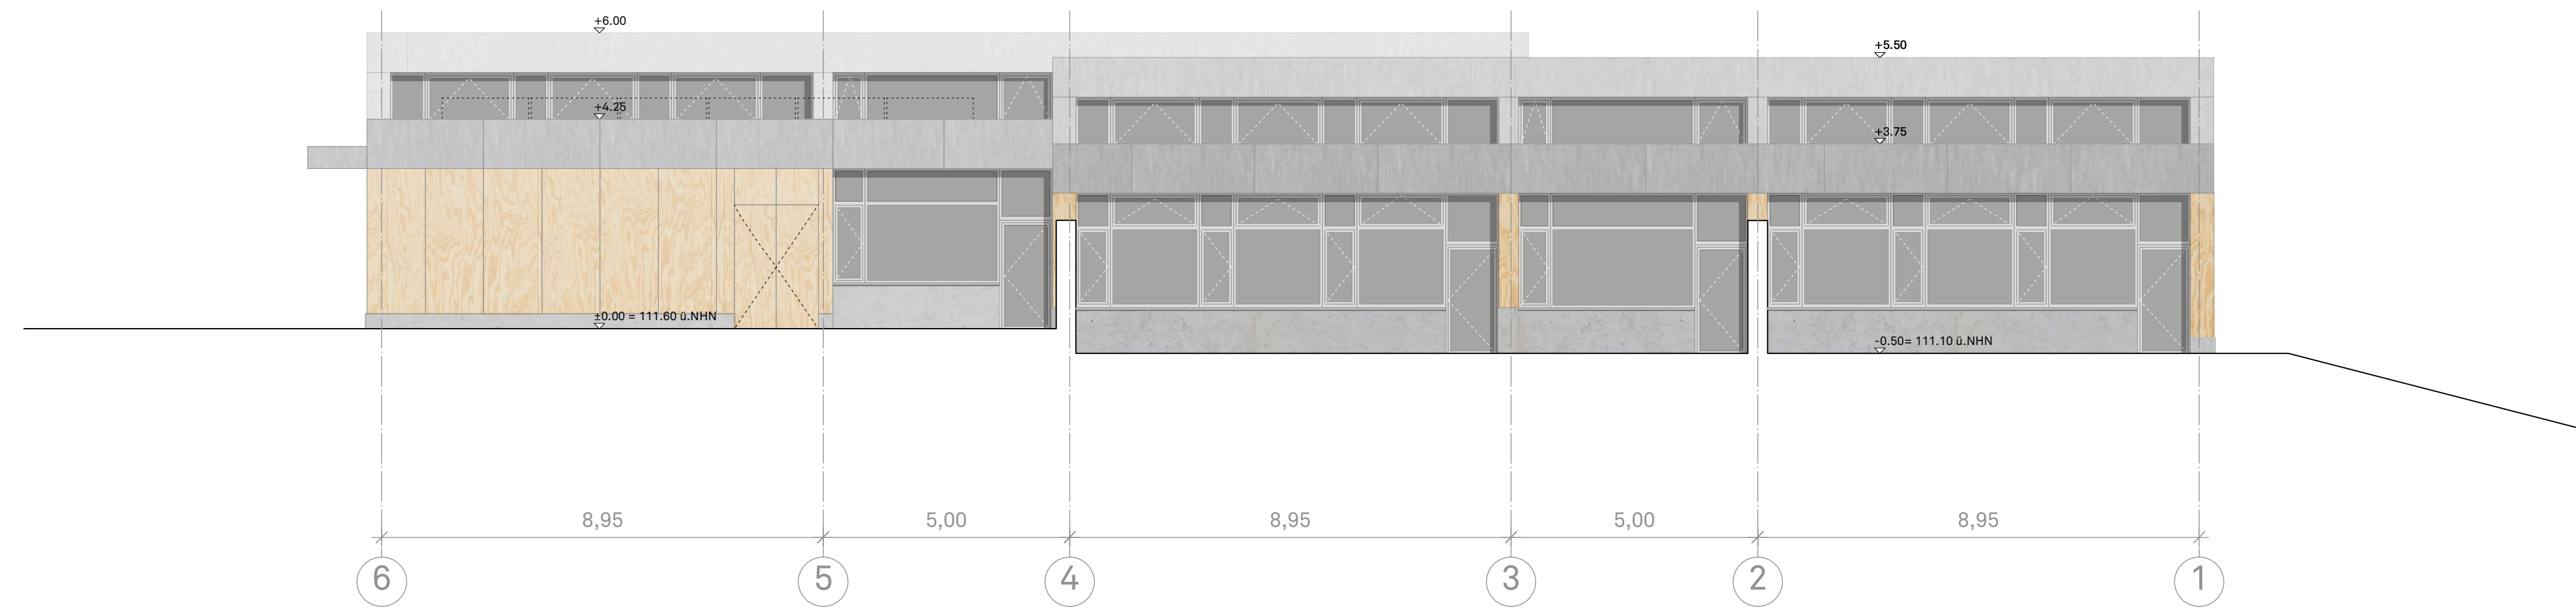 +6.00
+5.50
+4.25
+3.75
±0.00 = 111.60 ü.NHN
-0.50= 111.10 ü.NHN
8,95 5,00 8,95 5,00 8,95
6 5 4 3 2 1